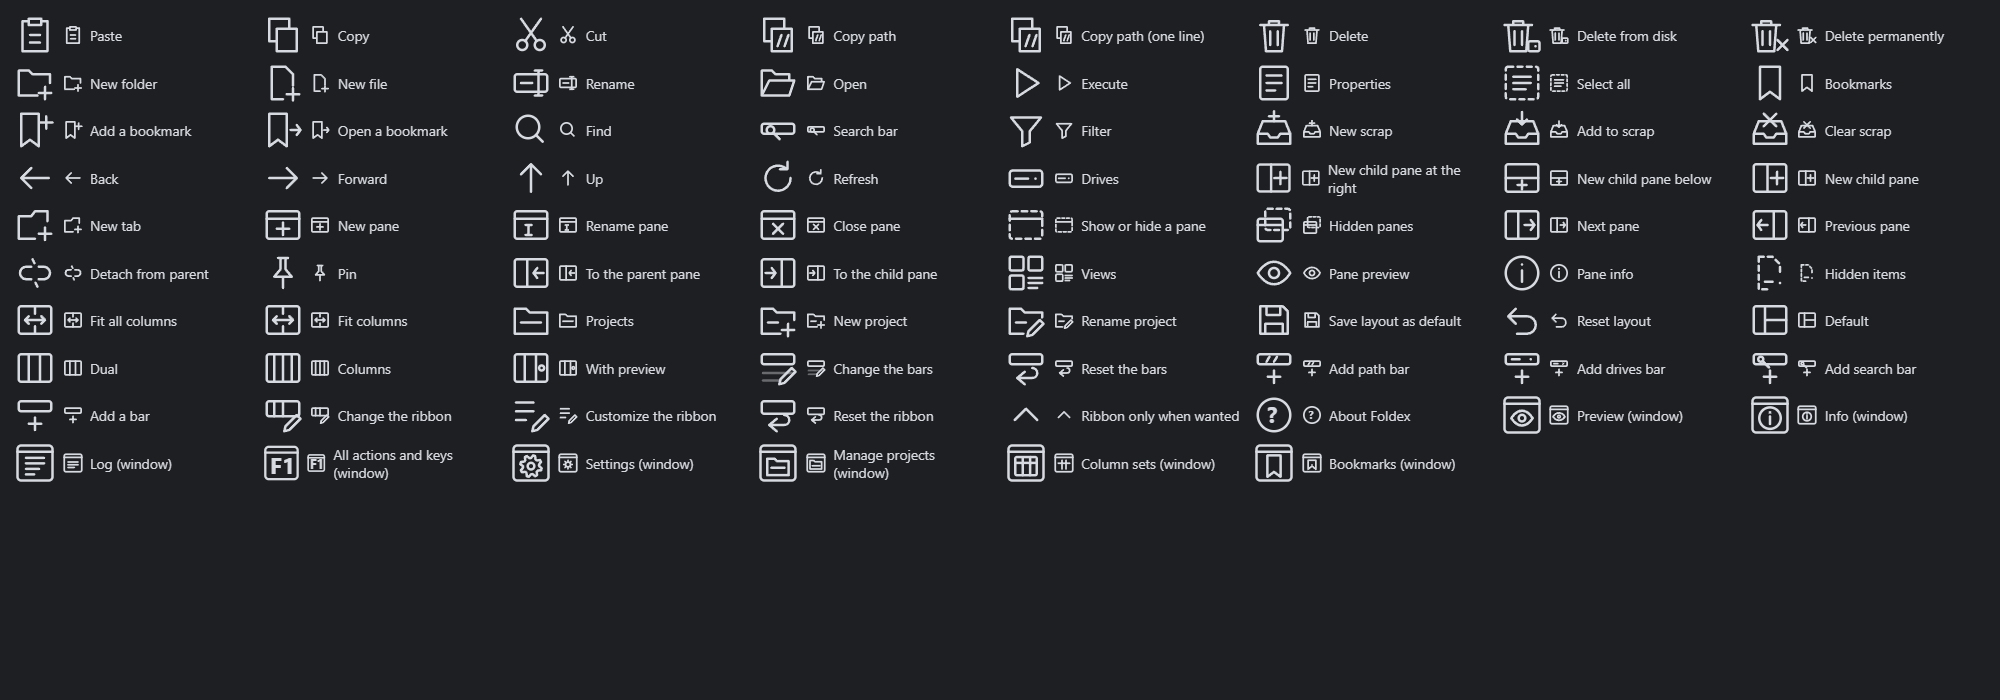 Paste
Copy
Cut
Copy path
Copy path (one line)
Delete
Delete from disk
Delete permanently
New folder
New file
Rename
Open
Execute
Properties
Select all
Bookmarks
Add a bookmark
Open a bookmark
Find
Search bar
Filter
New scrap
Add to scrap
Clear scrap
Back
Forward
Up
Refresh
Drives
New child pane at the
right
New child pane below
New child pane
New tab
New pane
Rename pane
Close pane
Show or hide a pane
Hidden panes
Next pane
Previous pane
Detach from parent
Pin
To the parent pane
To the child pane
Views
Pane preview
Pane info
Hidden items
Fit all columns
Fit columns
Projects
New project
Rename project
Save layout as default
Reset layout
Default
Dual
Columns
With preview
Change the bars
Reset the bars
Add path bar
Add drives bar
Add search bar
Add a bar
Change the ribbon
Customize the ribbon
Reset the ribbon
Ribbon only when wanted
? ?
About Foldex
Preview (window)
Info (window)
Log (window)
F1 F1
All actions and keys
(window)
Settings (window)
Manage projects
(window)
Column sets (window)
Bookmarks (window)